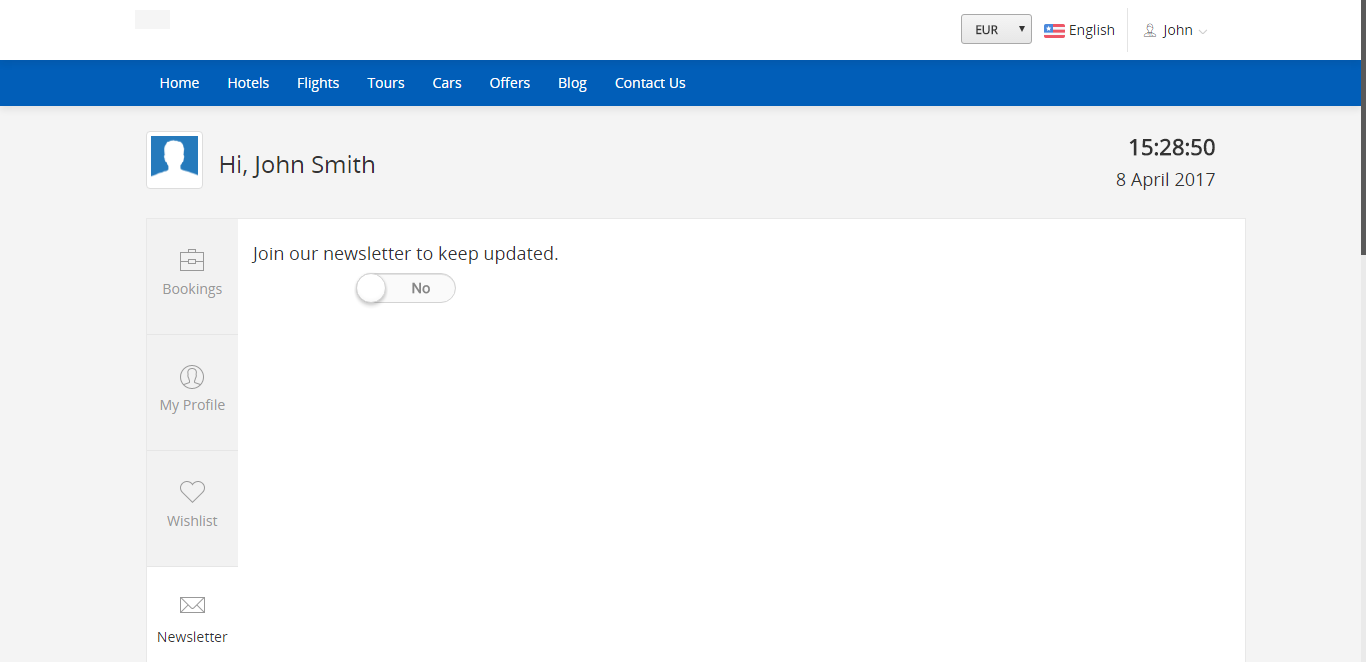 EUR English John
Home Hotels Flights Tours Cars Offers Blog Contact Us
Hi, John Smith
15:28:50
8 April 2017
Bookings
My Profile
Wishlist
Newsletter
Join our newsletter to keep updated.
No